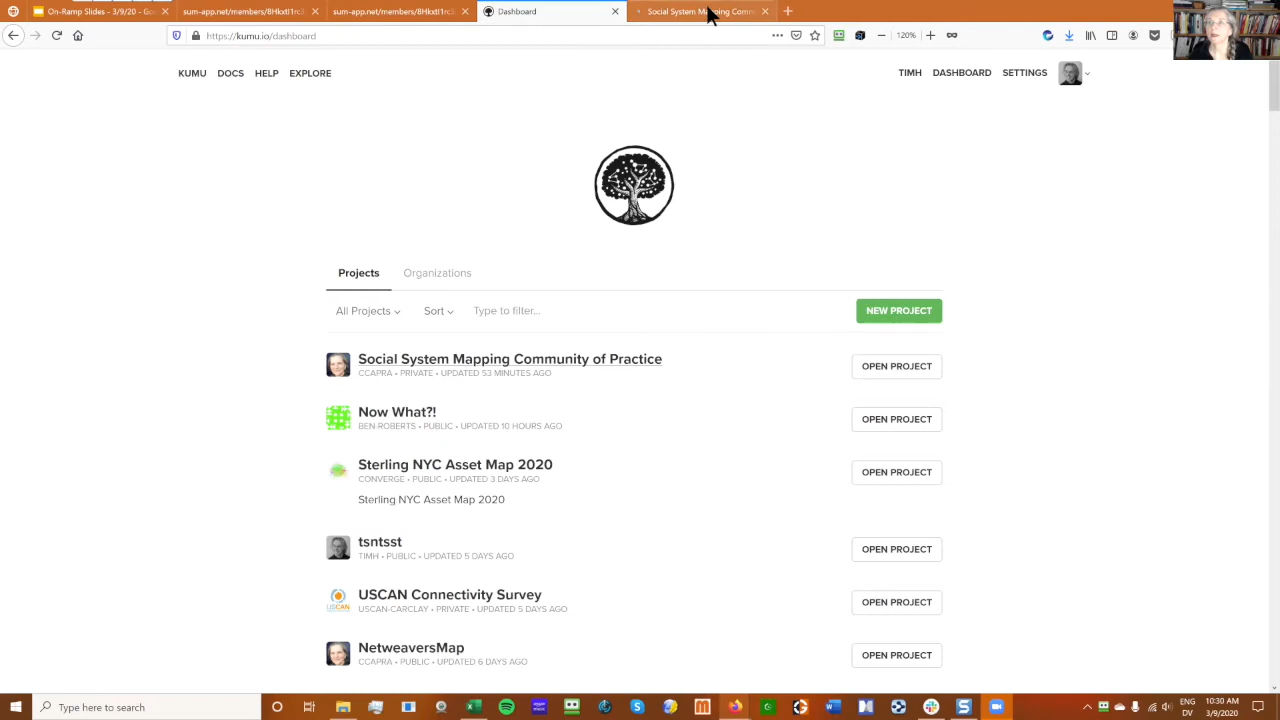 On-Ramp Slides - 3/9/20 - Go
sum-app.net/members/8HkxtI1rc3
sum-app.net/members/8HkxtI1rc3
Dashboard
Social System Mapping Commu
https://kumu.io/dashboard
120%
KUMU DOCS HELP EXPLORE
TIMH DASHBOARD SETTINGS
Projects Organizations
All Projects Sort Type to filter... NEW PROJECT
Social System Mapping Community of Practice
CCAPRA • PRIVATE • UPDATED 53 MINUTES AGO
OPEN PROJECT
Now What?!
BEN-ROBERTS • PUBLIC • UPDATED 10 HOURS AGO
OPEN PROJECT
Sterling NYC Asset Map 2020
CONVERGE • PUBLIC • UPDATED 3 DAYS AGO
OPEN PROJECT
Sterling NYC Asset Map 2020
tsntsst
TIMH • PUBLIC • UPDATED 5 DAYS AGO
OPEN PROJECT
USCAN Connectivity Survey
USCAN-CARCLAY • PRIVATE • UPDATED 5 DAYS AGO
OPEN PROJECT
USCAN
NetweaversMap
CCAPRA • PUBLIC • UPDATED 6 DAYS AGO
OPEN PROJECT
Type here to search
ENG
DV
10:30 AM
3/9/2020